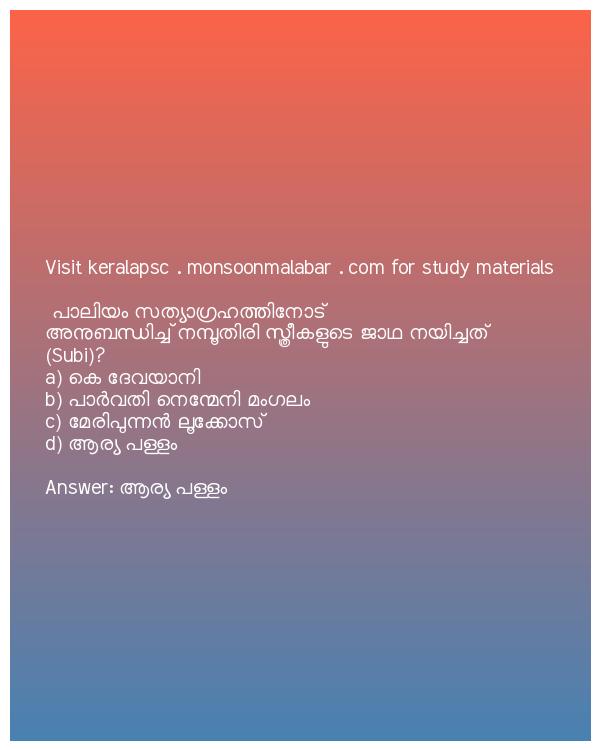 Visit keralapsc . monsoonmalabar . com for study materials
പാലിയം സത്യാഗ്രഹത്തിനോട്
അനുബന്ധിച്ച് നമ്പൂതിരി സ്ത്രീകളുടെ ജാഥ നയിച്ചത്
(Subi)?
a) കെ ദേവയാനി
b) പാർവതി നെന്മേനി മംഗലം
c) മേരിപുന്നൻ ലൂക്കോസ്
d) ആര്യ പള്ളം
Answer: ആര്യ പള്ളം